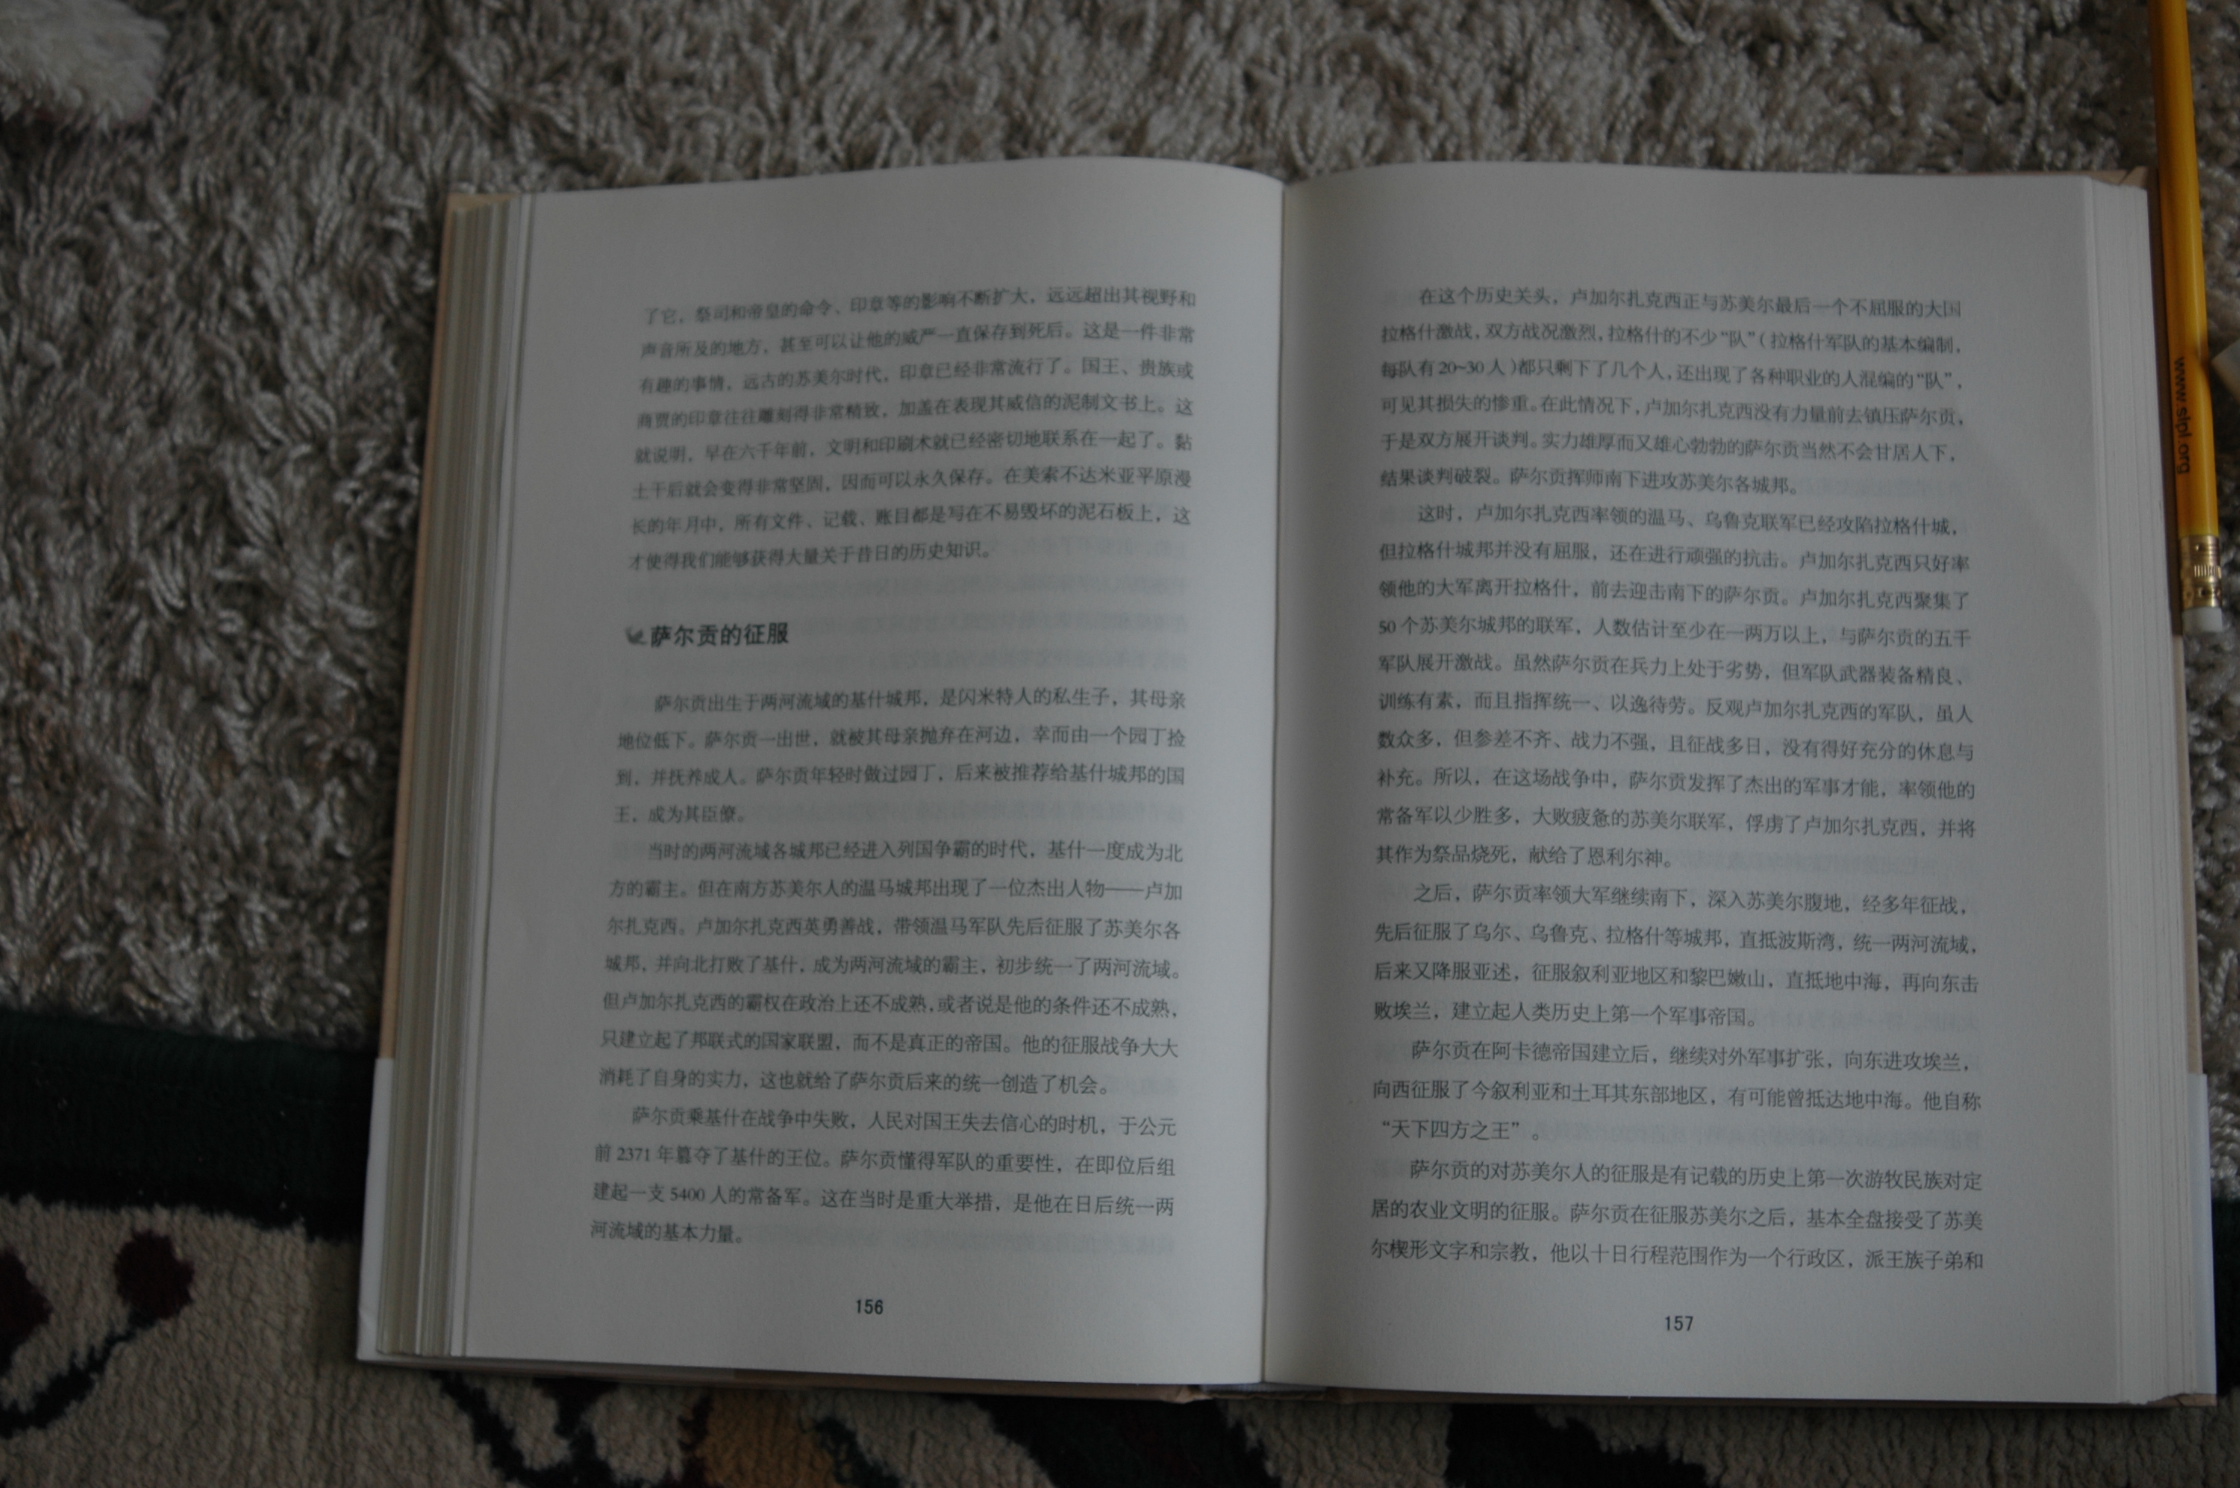 www.slpl.org
了它，祭司和帝皇的命令、印章等的影响不断扩大，远远超出其视野和
声音所及的地方，甚至可以让他的威严一直保存到死后。这是一件非常
有趣的事情，远古的苏美尔时代，印章已经非常流行了。国王、贵族或
商贾的印章往往雕刻得非常精致，加盖在表现其威信的泥制文书上。这
就说明，早在六千年前，文明和印刷术就已经密切地联系在一起了。黏
土干后就会变得非常坚固，因而可以永久保存。在美索不达米亚平原漫
长的年月中，所有文件、记载、账目都是写在不易毁坏的泥石板上，这
才使得我们能够获得大量关于昔日的历史知识。
萨尔贡的征服
萨尔贡出生于两河流域的基什城邦，是闪米特人的私生子，其母亲
地位低下。萨尔贡一出世，就被其母亲抛弃在河边，幸而由一个园丁捡
到，并抚养成人。萨尔贡年轻时做过园丁，后来被推荐给基什城邦的国
王，成为其臣僚。
当时的两河流域各城邦已经进入列国争霸的时代，基什一度成为北
方的霸主。但在南方苏美尔人的温马城邦出现了一位杰出人物——卢加
尔扎克西。卢加尔扎克西英勇善战，带领温马军队先后征服了苏美尔各
城邦，并向北打败了基什，成为两河流域的霸主，初步统一了两河流域。
但卢加尔扎克西的霸权在政治上还不成熟，或者说是他的条件还不成熟，
只建立起了邦联式的国家联盟，而不是真正的帝国。他的征服战争大大
消耗了自身的实力，这也就给了萨尔贡后来的统一创造了机会。
萨尔贡乘基什在战争中失败，人民对国王失去信心的时机，于公元
前 2371 年篡夺了基什的王位。萨尔贡懂得军队的重要性，在即位后组
建起一支 5400 人的常备军。这在当时是重大举措，是他在日后统一两
河流域的基本力量。
156
在这个历史关头，卢加尔扎克西正与苏美尔最后一个不屈服的大国
拉格什激战，双方战况激烈，拉格什的不少“队”（拉格什军队的基本编制，
每队有 20~30 人）都只剩下了几个人，还出现了各种职业的人混编的“队”，
可见其损失的惨重。在此情况下，卢加尔扎克西没有力量前去镇压萨尔贡，
于是双方展开谈判。实力雄厚而又雄心勃勃的萨尔贡当然不会甘居人下，
结果谈判破裂。萨尔贡挥师南下进攻苏美尔各城邦。
这时，卢加尔扎克西率领的温马、乌鲁克联军已经攻陷拉格什城，
但拉格什城邦并没有屈服，还在进行顽强的抗击。卢加尔扎克西只好率
领他的大军离开拉格什，前去迎击南下的萨尔贡。卢加尔扎克西聚集了
50 个苏美尔城邦的联军，人数估计至少在一两万以上，与萨尔贡的五千
军队展开激战。虽然萨尔贡在兵力上处于劣势，但军队武器装备精良、
训练有素，而且指挥统一、以逸待劳。反观卢加尔扎克西的军队，虽人
数众多，但参差不齐、战力不强，且征战多日，没有得好充分的休息与
补充。所以，在这场战争中，萨尔贡发挥了杰出的军事才能，率领他的
常备军以少胜多，大败疲惫的苏美尔联军，俘虏了卢加尔扎克西，并将
其作为祭品烧死，献给了恩利尔神。
之后，萨尔贡率领大军继续南下，深入苏美尔腹地，经多年征战，
先后征服了乌尔、乌鲁克、拉格什等城邦，直抵波斯湾，统一两河流域，
后来又降服亚述，征服叙利亚地区和黎巴嫩山，直抵地中海，再向东击
败埃兰，建立起人类历史上第一个军事帝国。
萨尔贡在阿卡德帝国建立后，继续对外军事扩张，向东进攻埃兰，
向西征服了今叙利亚和土耳其东部地区，有可能曾抵达地中海。他自称
“天下四方之王”。
萨尔贡的对苏美尔人的征服是有记载的历史上第一次游牧民族对定
居的农业文明的征服。萨尔贡在征服苏美尔之后，基本全盘接受了苏美
尔楔形文字和宗教，他以十日行程范围作为一个行政区，派王族子弟和
157